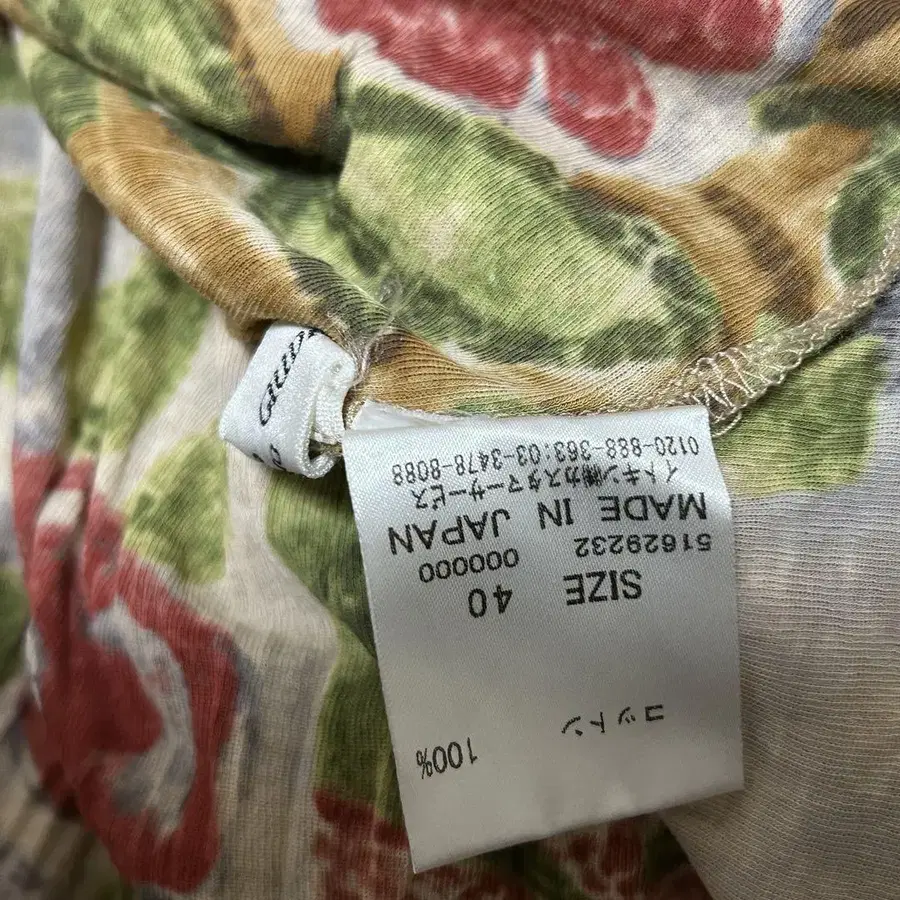 コットン 100%
SIZE 40
51629232 000000
MADE IN JAPAN
イトキン㈱カスタマーサービス
0120-888-363:03-3478-8088